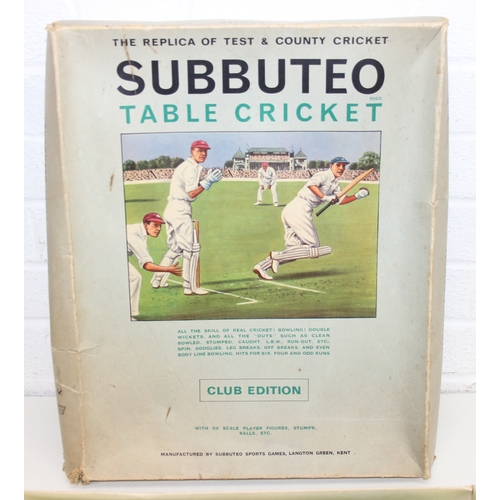 THE REPLICA OF TEST & COUNTY CRICKET
SUBBUTEO
REGD.
TABLE CRICKET
ALL THE SKILL OF REAL CRICKET! BOWLING! DOUBLE
WICKETS AND ALL THE "OUTS" SUCH AS CLEAN
BOWLED, STUMPED, CAUGHT, L.B.W., RUN-OUT, ETC.
SPIN, GOOGLIES, LEG BREAKS, OFF BREAKS, AND EVEN
BODY LINE BOWLING. HITS FOR SIX, FOUR AND ODD RUNS
CLUB EDITION
WITH SCALE PLAYER FIGURES, STUMPS,
BALLS, ETC.
MANUFACTURED BY SUBBUTEO SPORTS GAMES, LANGTON GREEN, KENT.